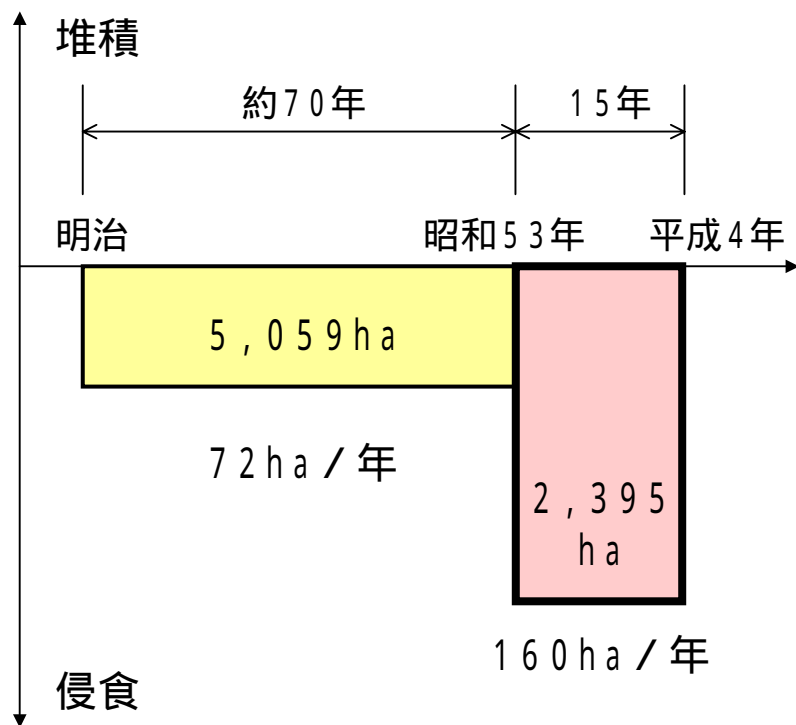 堆積
約70年
15年
明治
昭和53年
平成4年
5,059ha
72ha/年
2,395
ha
160ha/年
侵食